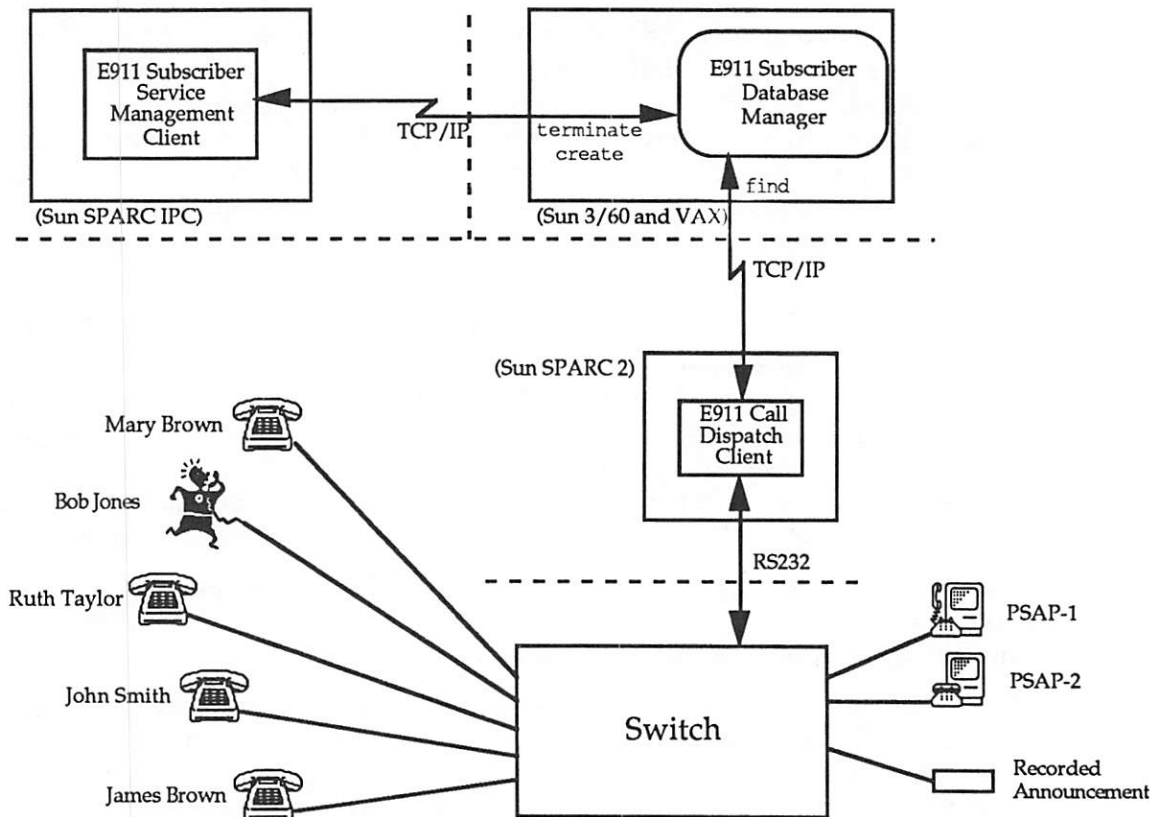 E911 Subscriber
Service
Management
Client
E911 Subscriber
Database
Manager
TCP/IP
terminate
create
find
(Sun SPARC IPC)
(Sun 3/60 and VAX)
TCP/IP
(Sun SPARC 2)
E911 Call
Dispatch
Client
Mary Brown
Bob Jones
RS232
Ruth Taylor
PSAP-1
John Smith
PSAP-2
Switch
James Brown
Recorded
Announcement